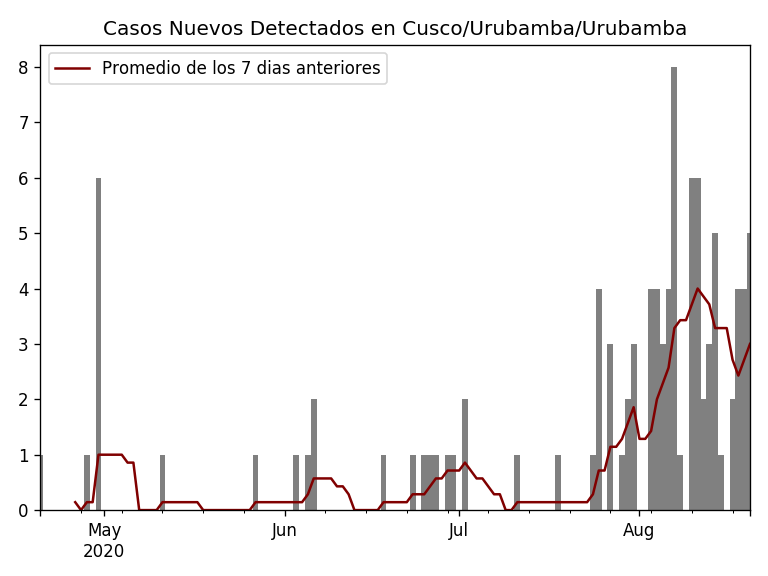 Casos Nuevos Detectados en Cusco/Urubamba/Urubamba
Promedio de los 7 dias anteriores
8
7
6
5
4
3
2
1
0
May
2020
Jun
Jul
Aug